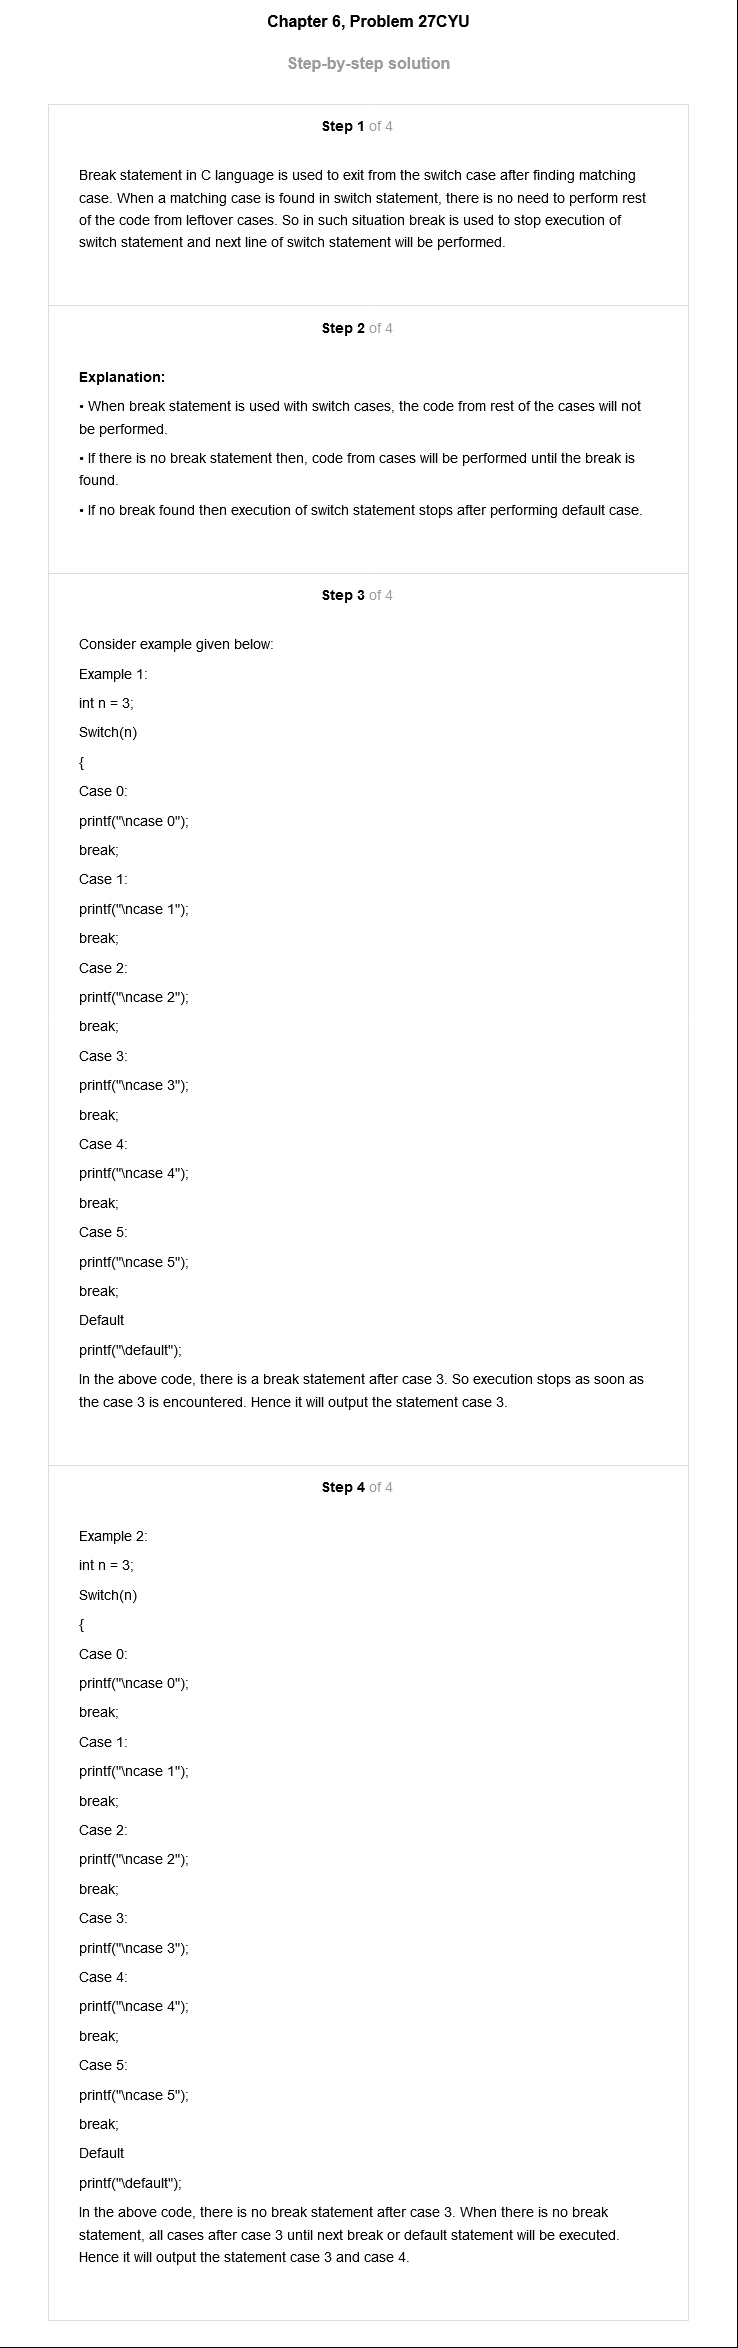 Chapter 6, Problem 27CYU
Step-by-step solution
Step 1 of 4
Break statement in C language is used to exit from the switch case after finding matching
case. When a matching case is found in switch statement, there is no need to perform rest
of the code from leftover cases. So in such situation break is used to stop execution of
switch statement and next line of switch statement will be performed.
Step 2 of 4
Explanation:
• When break statement is used with switch cases, the code from rest of the cases will not
be performed.
• If there is no break statement then, code from cases will be performed until the break is
found.
• If no break found then execution of switch statement stops after performing default case.
Step 3 of 4
Consider example given below:
Example 1:
int n = 3;
Switch(n)
{
Case 0:
printf("\ncase 0");
break;
Case 1:
printf("\ncase 1");
break;
Case 2:
printf("\ncase 2");
break;
Case 3:
printf("\ncase 3");
break;
Case 4:
printf("\ncase 4");
break;
Case 5:
printf("\ncase 5");
break;
Default
printf("\default");
In the above code, there is a break statement after case 3. So execution stops as soon as
the case 3 is encountered. Hence it will output the statement case 3.
Step 4 of 4
Example 2:
int n = 3;
Switch(n)
{
Case 0:
printf("\ncase 0");
break;
Case 1:
printf("\ncase 1");
break;
Case 2:
printf("\ncase 2");
break;
Case 3:
printf("\ncase 3");
Case 4:
printf("\ncase 4");
break;
Case 5:
printf("\ncase 5");
break;
Default
printf("\default");
In the above code, there is no break statement after case 3. When there is no break
statement, all cases after case 3 until next break or default statement will be executed.
Hence it will output the statement case 3 and case 4.